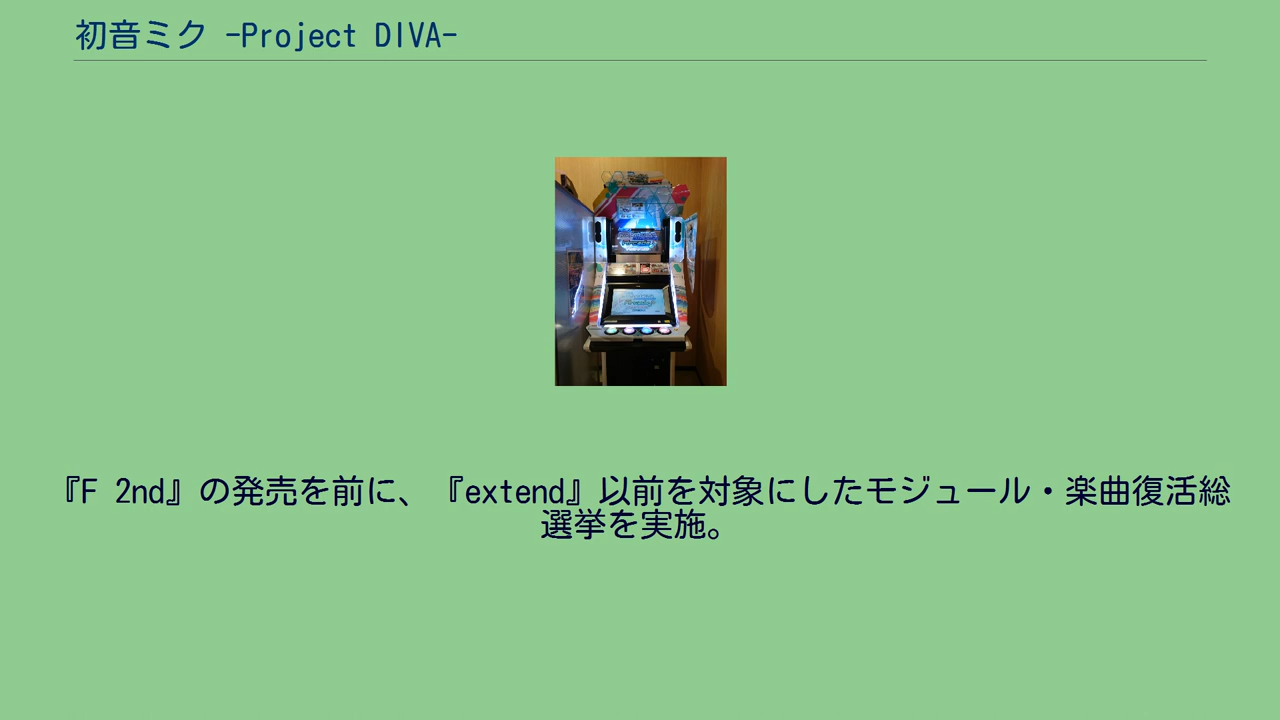 初音ミク -Project DIVA-
『F 2nd』の発売を前に、『extend』以前を対象にしたモジュール・楽曲復活総
選挙を実施。